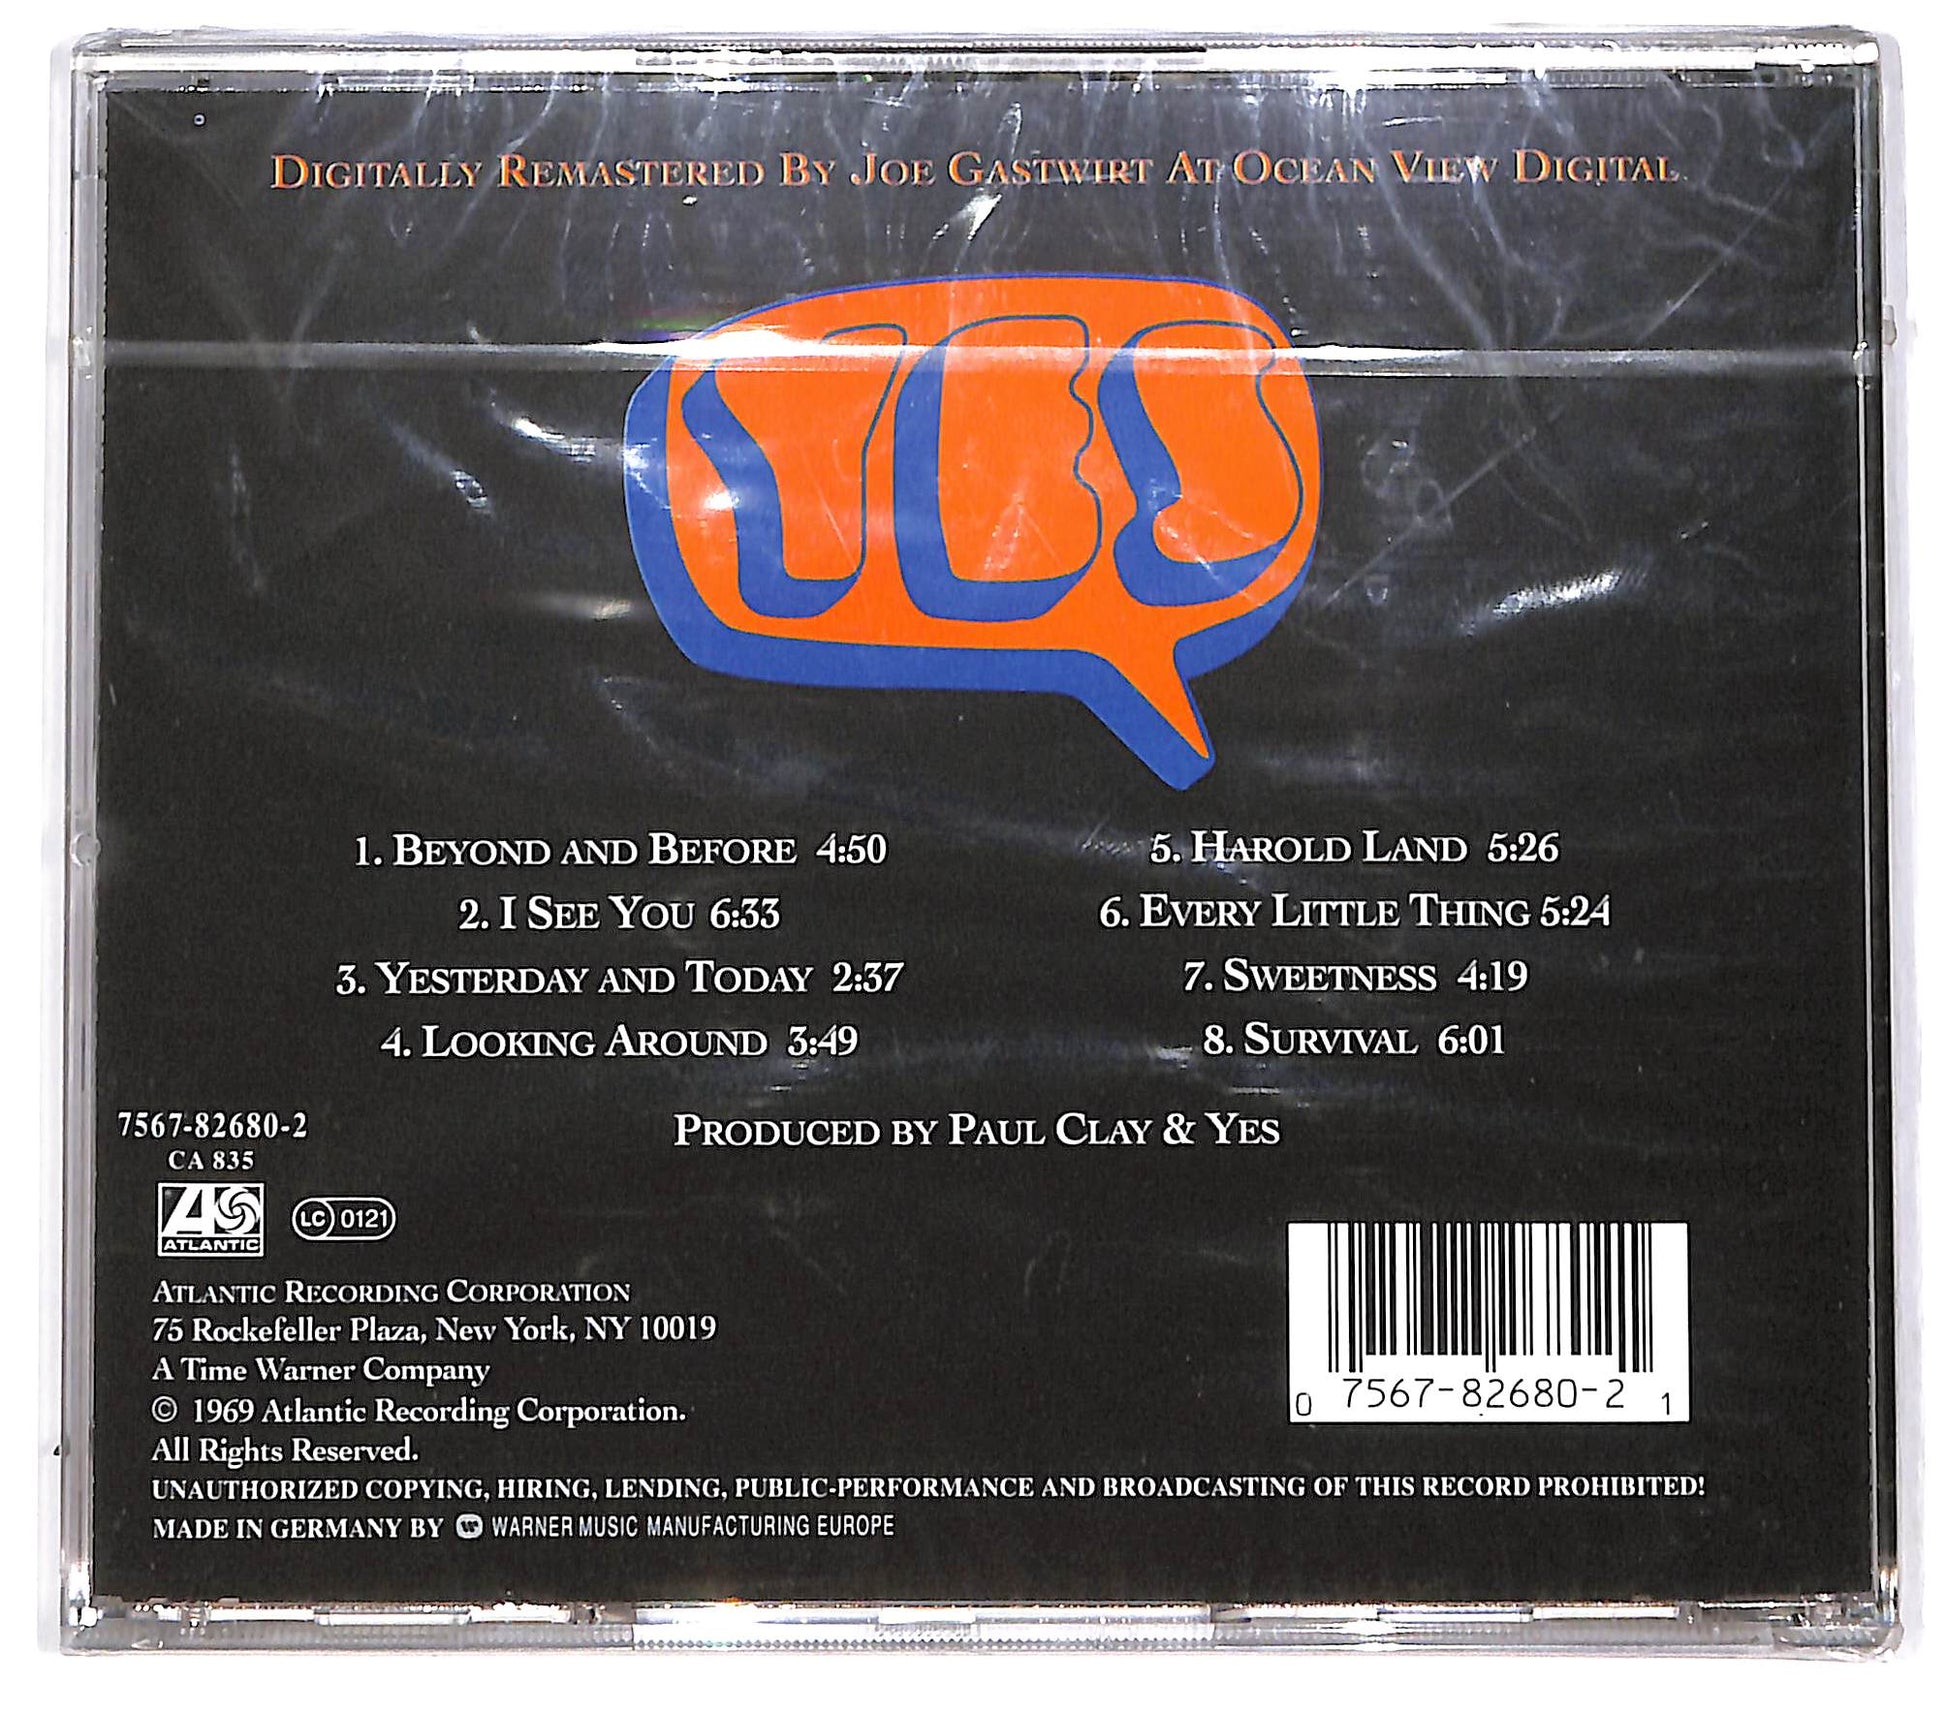 DIGITALLY REMASTERED BY JOE GASTWIRT AT OCEAN VIEW DIGITAL
YES
1. BEYOND AND BEFORE 4:50
2. I SEE YOU 6:33
3. YESTERDAY AND TODAY 2:37
4. LOOKING AROUND 3:49
5. HAROLD LAND 5:26
6. EVERY LITTLE THING 5:24
7. SWEETNESS 4:19
8. SURVIVAL 6:01
PRODUCED BY PAUL CLAY & YES
7567-82680-2
CA 835
ATLANTIC
LC 0121
ATLANTIC RECORDING CORPORATION
75 Rockefeller Plaza, New York, NY 10019
A Time Warner Company
© 1969 Atlantic Recording Corporation.
All Rights Reserved.
UNAUTHORIZED COPYING, HIRING, LENDING, PUBLIC-PERFORMANCE AND BROADCASTING OF THIS RECORD PROHIBITED!
MADE IN GERMANY BY WARNER MUSIC MANUFACTURING EUROPE
0 7567-82680-2 1